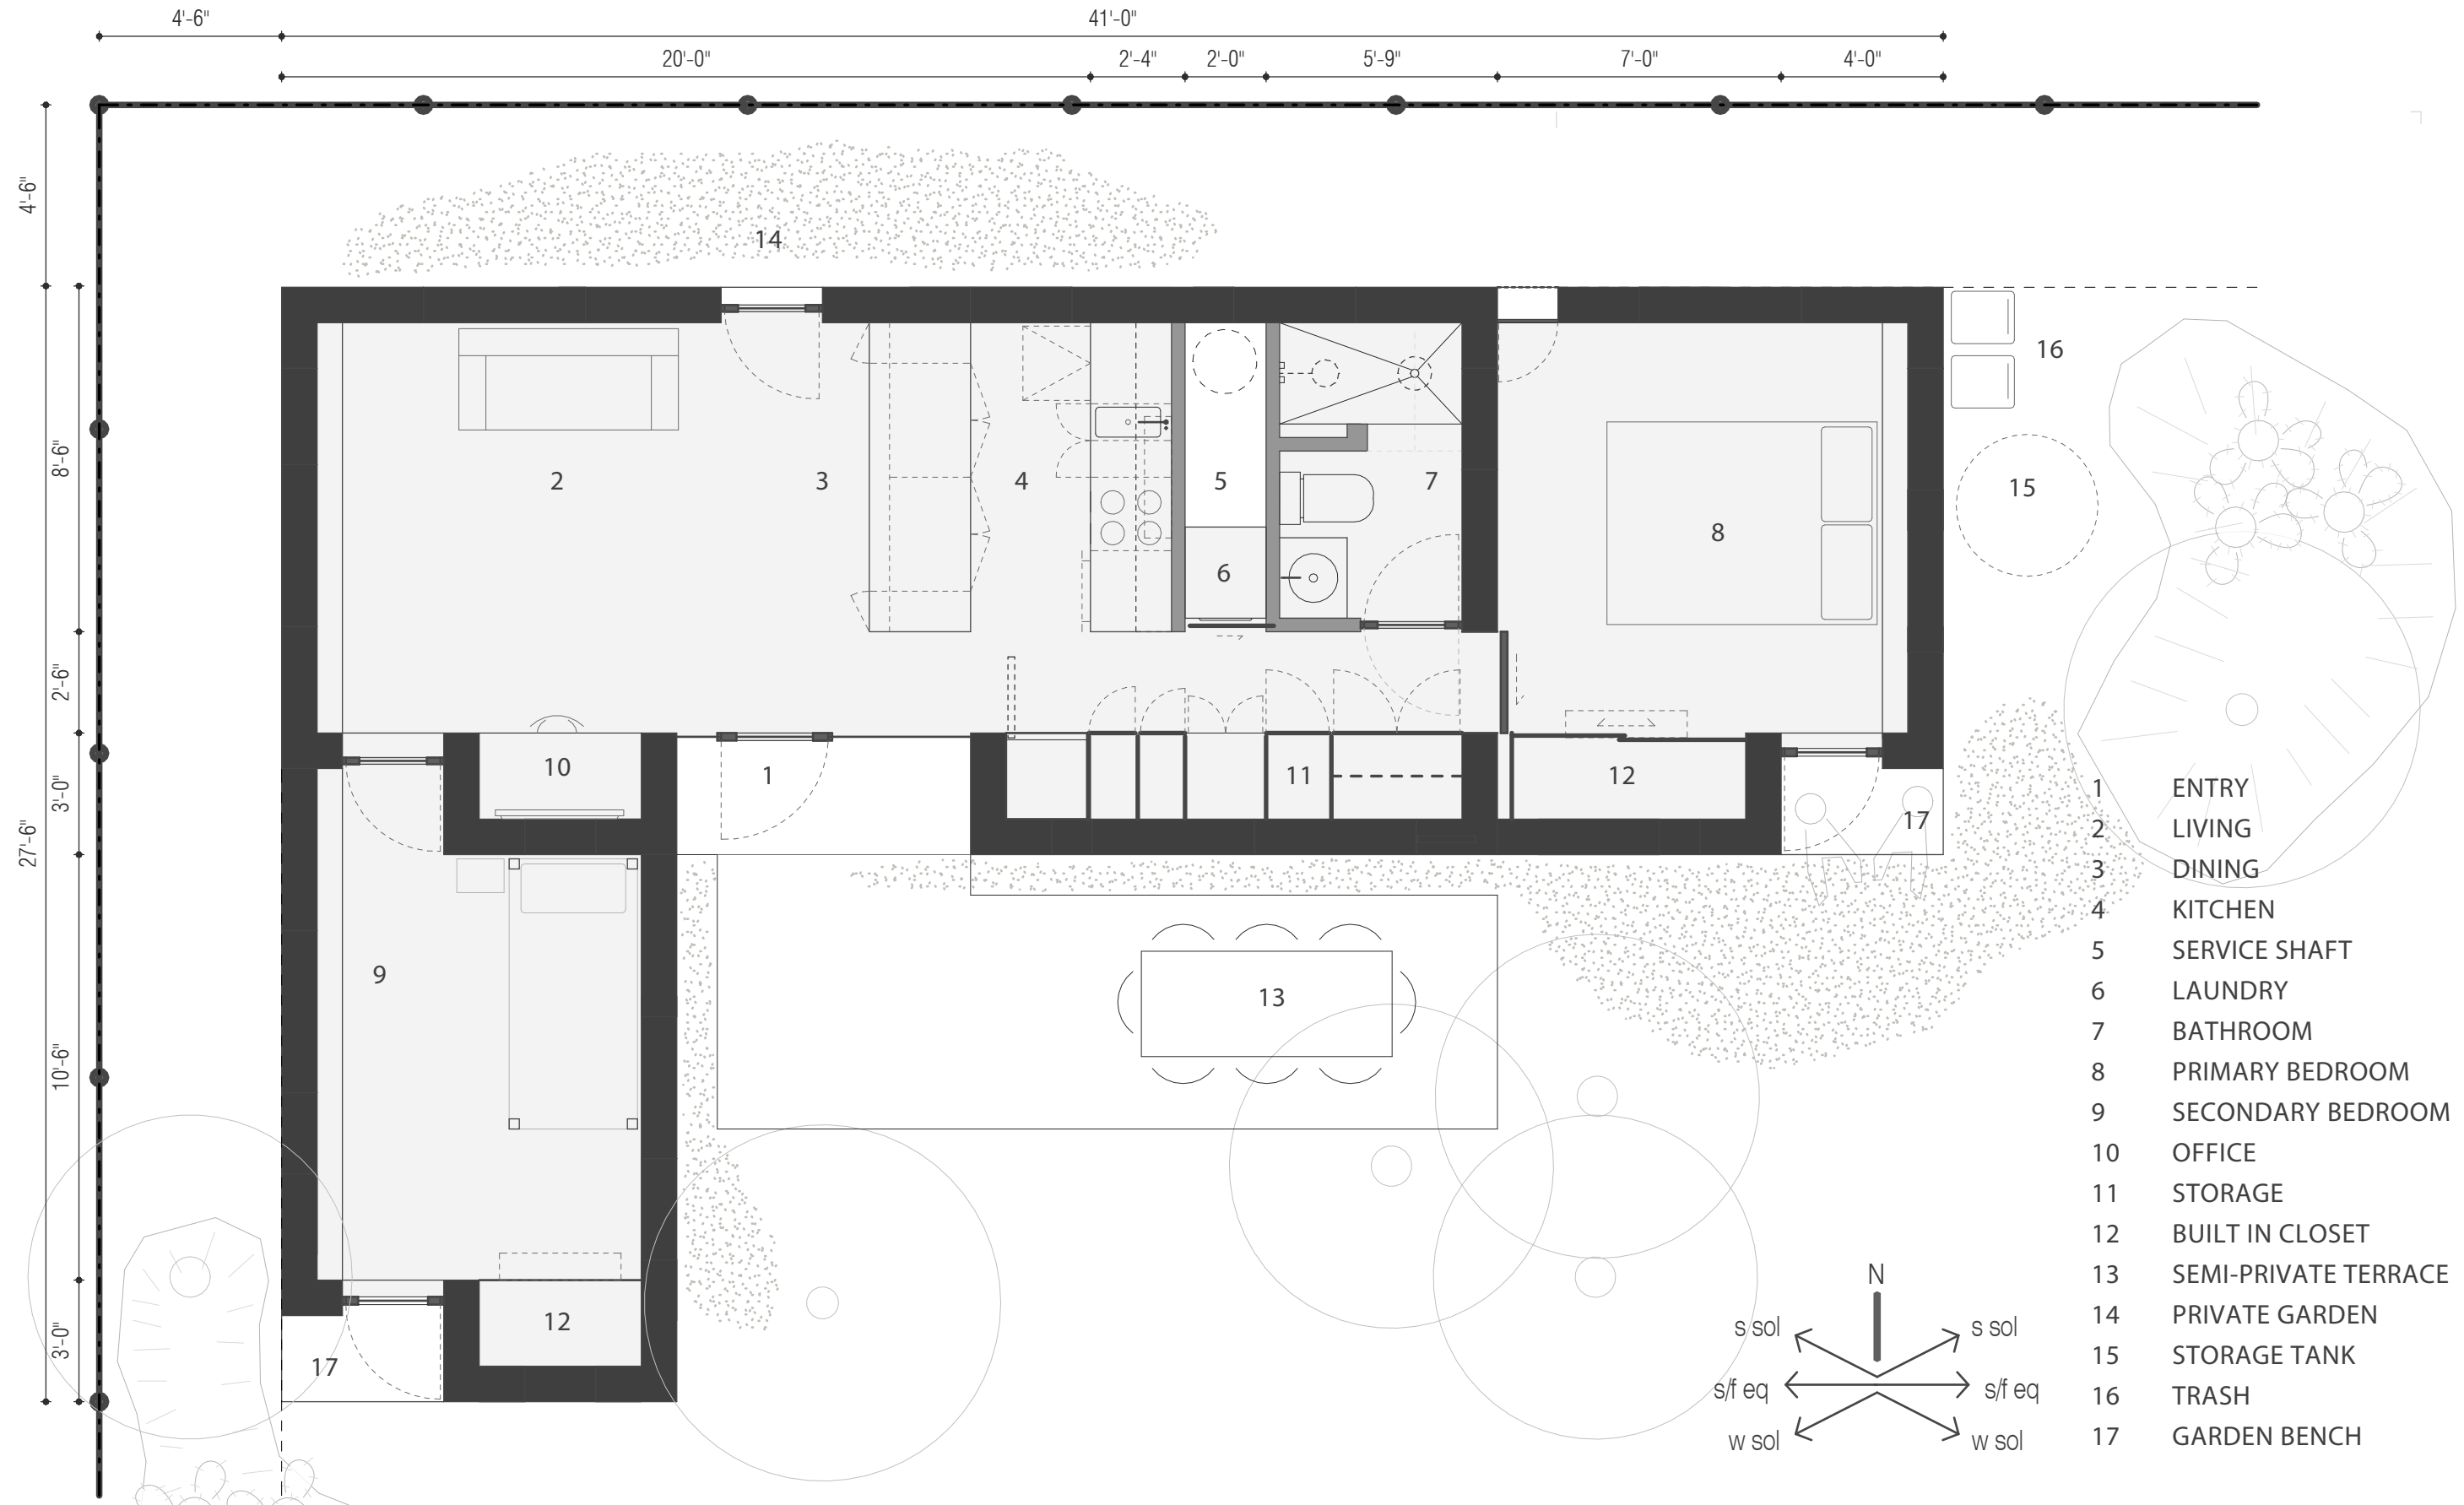 4'-6"
41'-0"
20'-0"
2'-4"
2'-0"
5'-9"
7'-0"
4'-0"
4'-6"
8'-6"
2'-6"
3'-0"
27'-6"
10'-6"
3'-0"
14
16
2
3
4
5
7
15
8
6
10
1
11
12
17
9
13
12
17
1 ENTRY
2 LIVING
3 DINING
4 KITCHEN
5 SERVICE SHAFT
6 LAUNDRY
7 BATHROOM
8 PRIMARY BEDROOM
9 SECONDARY BEDROOM
10 OFFICE
11 STORAGE
12 BUILT IN CLOSET
13 SEMI-PRIVATE TERRACE
14 PRIVATE GARDEN
15 STORAGE TANK
16 TRASH
17 GARDEN BENCH
N
s sol
s sol
s/f eq
s/f eq
w sol
w sol